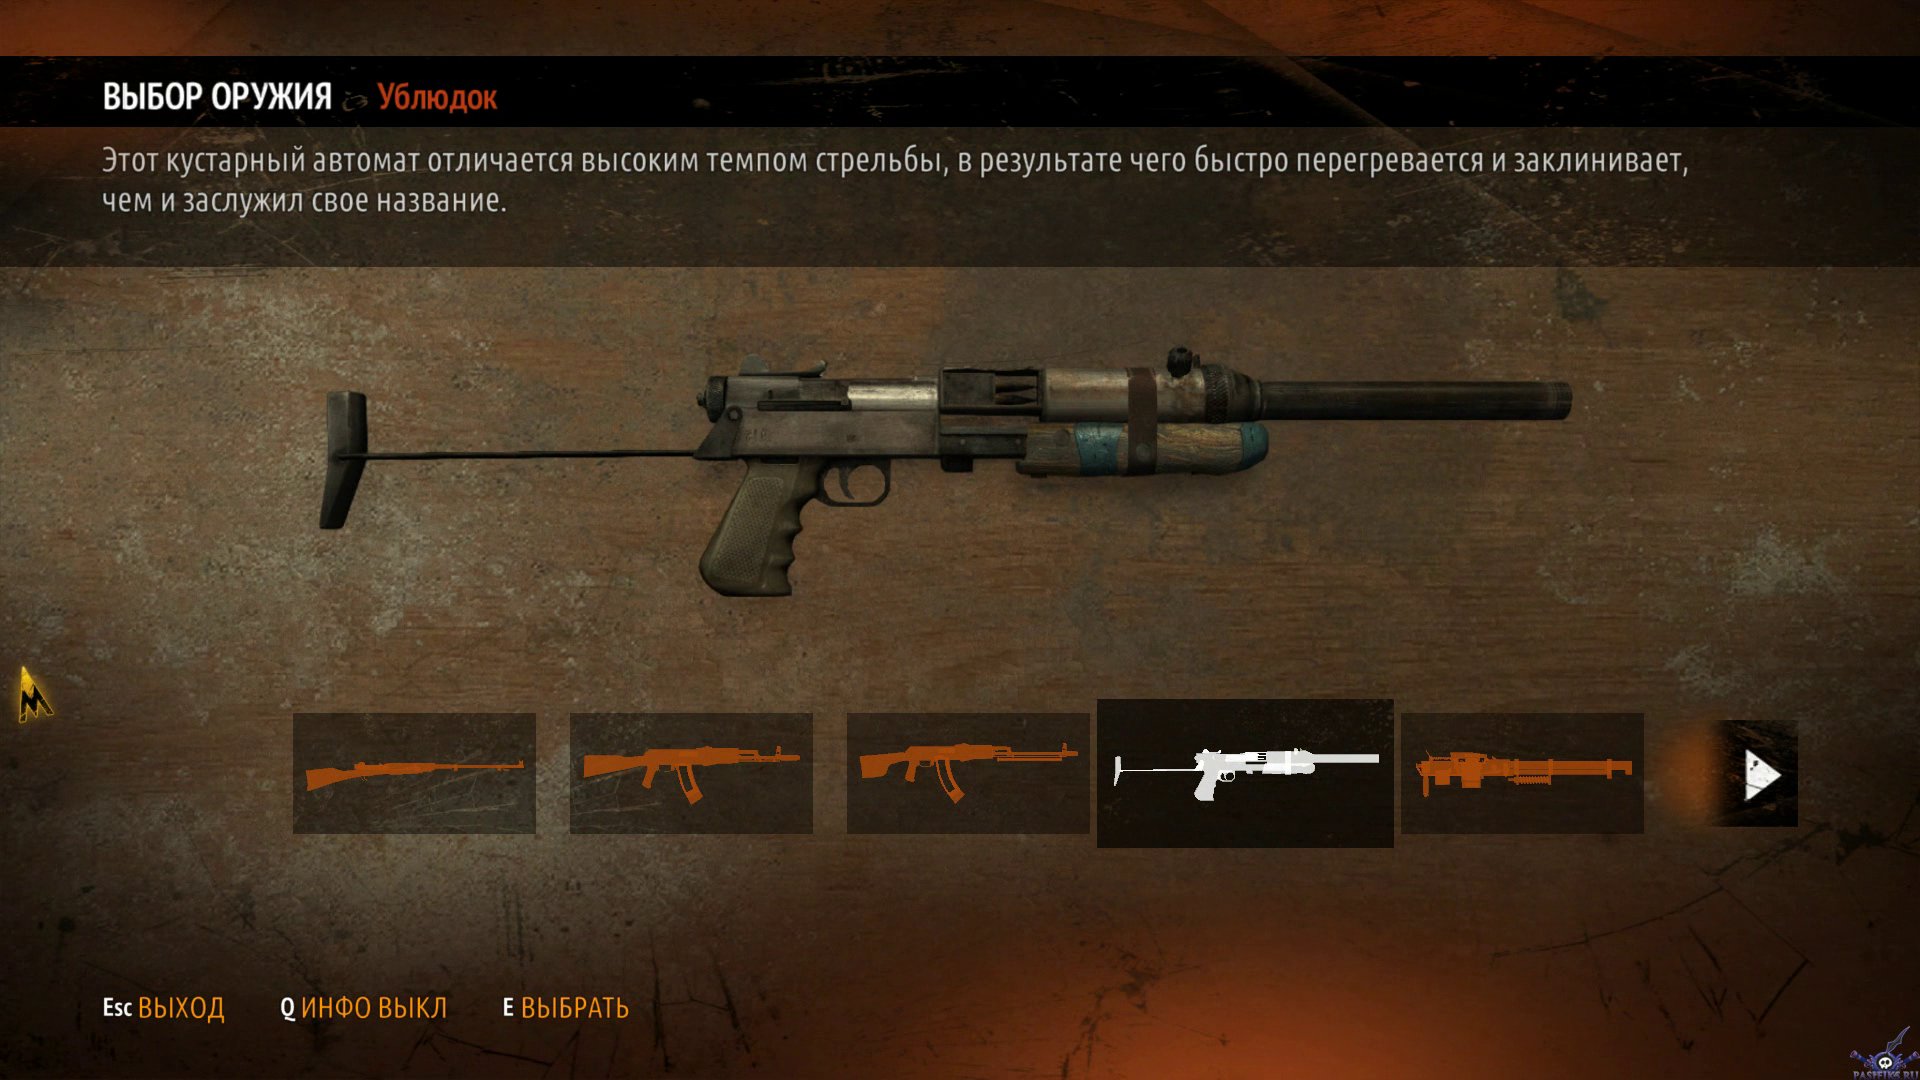 ВЫБОР ОРУЖИЯ Ублюдок
Этот кустарный автомат отличается высоким темпом стрельбы, в результате чего быстро перегревается и заклинивает,
чем и заслужил свое название.
Esc ВЫХОД Q ИНФО ВЫКЛ E ВЫБРАТЬ